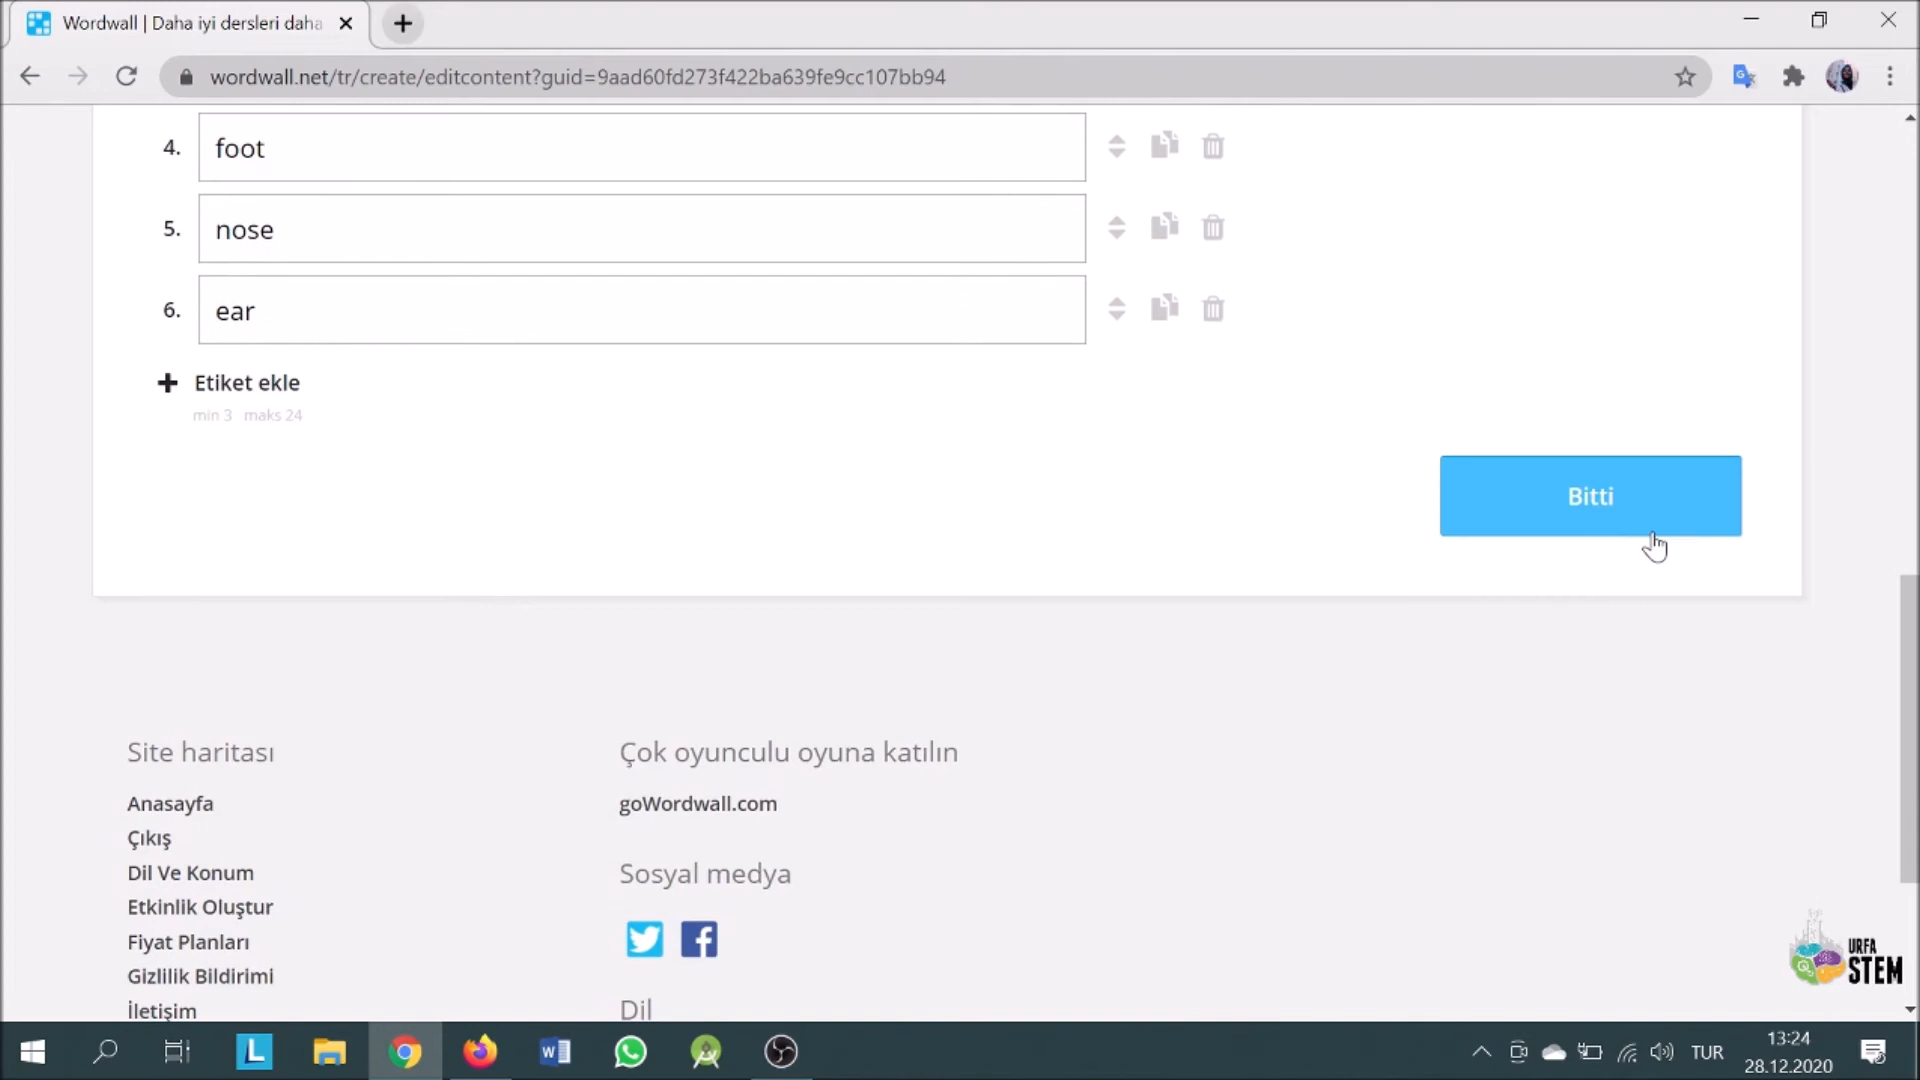 Wordwall | Daha iyi dersleri daha
wordwall.net/tr/create/editcontent?guid=9aad60fd273f422ba639fe9cc107bb94
4. foot
5. nose
6. ear
+ Etiket ekle
min 3 maks 24
Bitti
Site haritası
Anasayfa
Çıkış
Dil Ve Konum
Etkinlik Oluştur
Fiyat Planları
Gizlilik Bildirimi
İletişim
Çok oyunculu oyuna katılın
goWordwall.com
Sosyal medya
Dil
URFA
STEM
TUR
13:24
28.12.2020